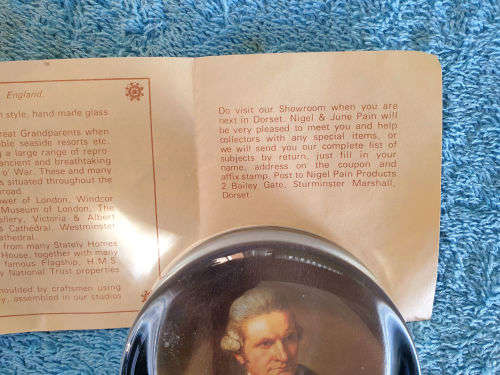 England.
n style, hand made glass
reat Grandparents when
ble seaside resorts etc.
g a large range of repro-
ancient and breathtaking
o' War. These and many
s situated throughout the
road.
wer of London, Windsor
Museum of London, The
llery, Victoria & Albert
s Cathedral, Westminster
athedral.
from many Stately Homes
House, together with many
famous Flagship, H.M.S.
w National Trust properties
moulded by craftsmen using
y, assembled in our studios
Do visit our Showroom when you are
next in Dorset. Nigel & June Pain will
be very pleased to meet you and help
collectors with any special items, or
we will send you our complete list of
subjects by return, just fill in your
name, address on the coupon and
affix stamp. Post to Nigel Pain Products
2 Bailey Gate, Sturminster Marshall,
Dorset.